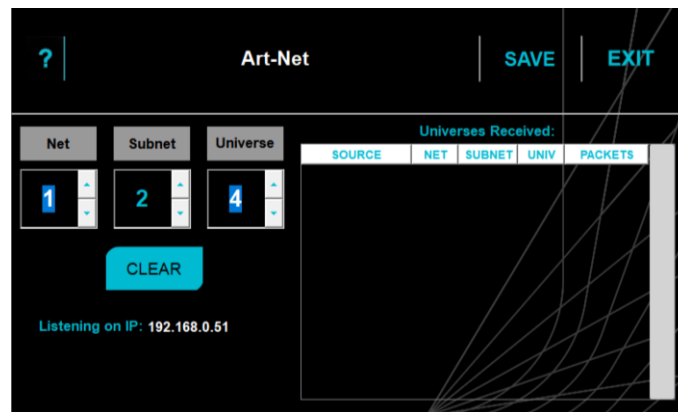 ? Art-Net SAVE EXIT
Net Subnet Universe
1 2 4
CLEAR
Listening on IP: 192.168.0.51
Universes Received:
SOURCE NET SUBNET UNIV PACKETS